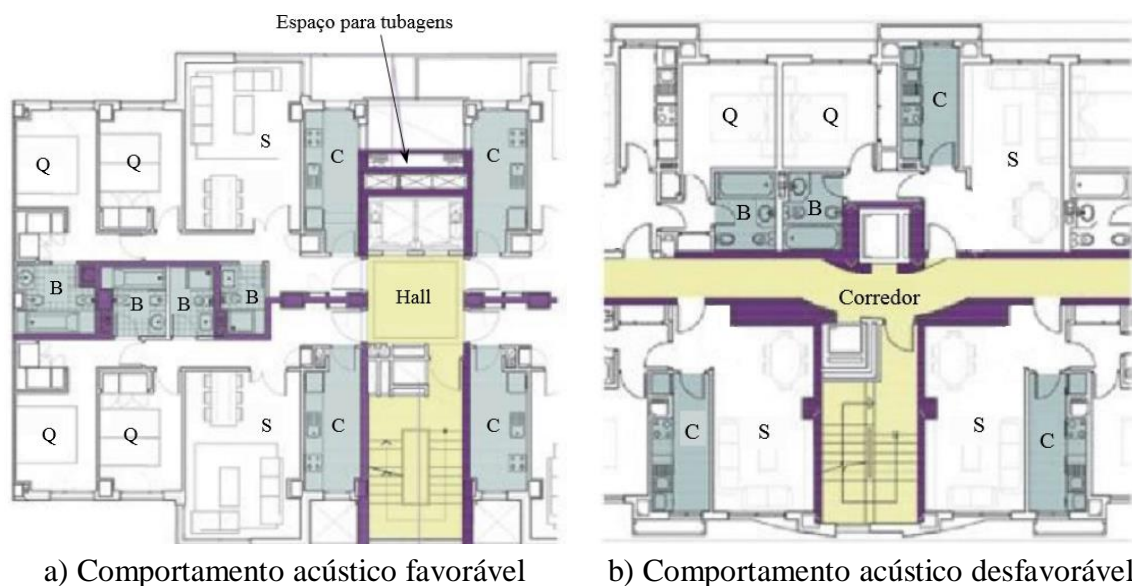 Espaço para tubagens
Q
Q
S
C
C
B
B
B
B
Hall
Q
Q
S
C
C
a) Comportamento acústico favorável
Q
Q
C
S
B
B
Corredor
C
S
S
C
b) Comportamento acústico desfavorável